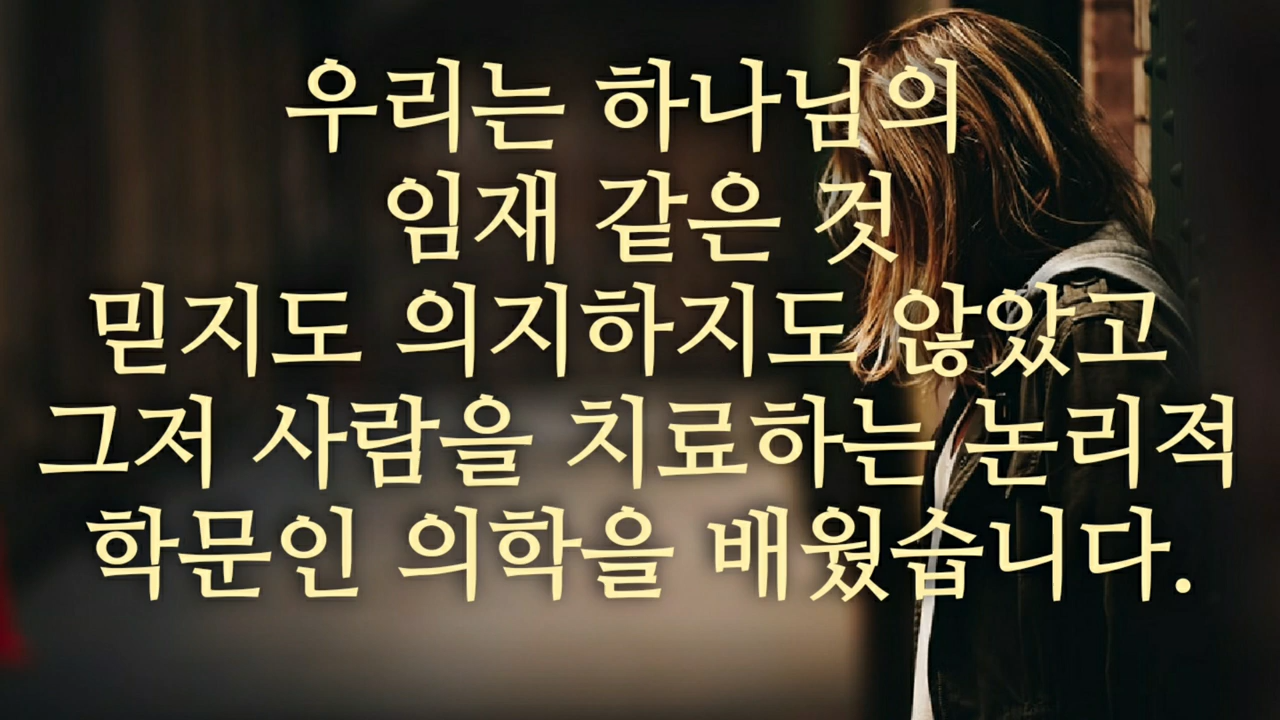 우리는 하나님의
임재 같은 것
믿지도 의지하지도 않았고
그저 사람을 치료하는 논리적
학문인 의학을 배웠습니다.